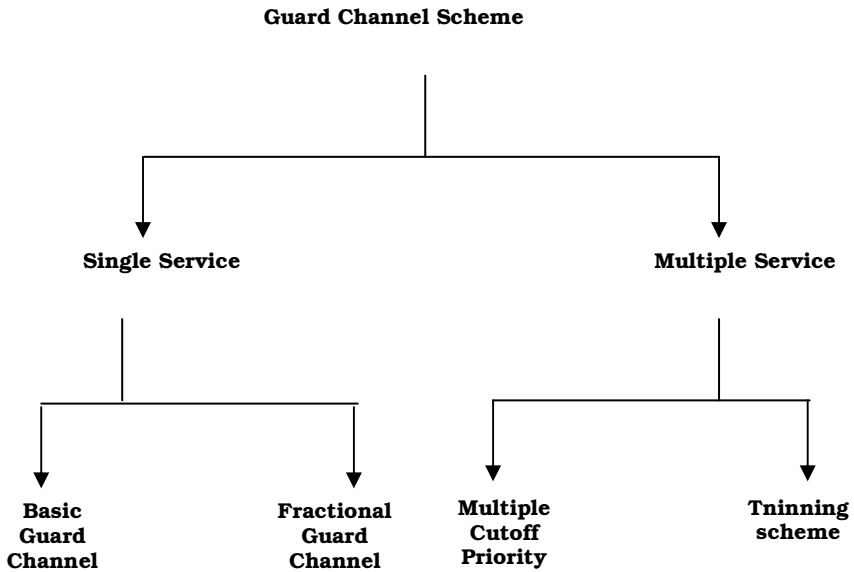 Guard Channel Scheme
Single Service
Multiple Service
Basic
Guard
Channel
Fractional
Guard
Channel
Multiple
Cutoff
Priority
Tninning
scheme